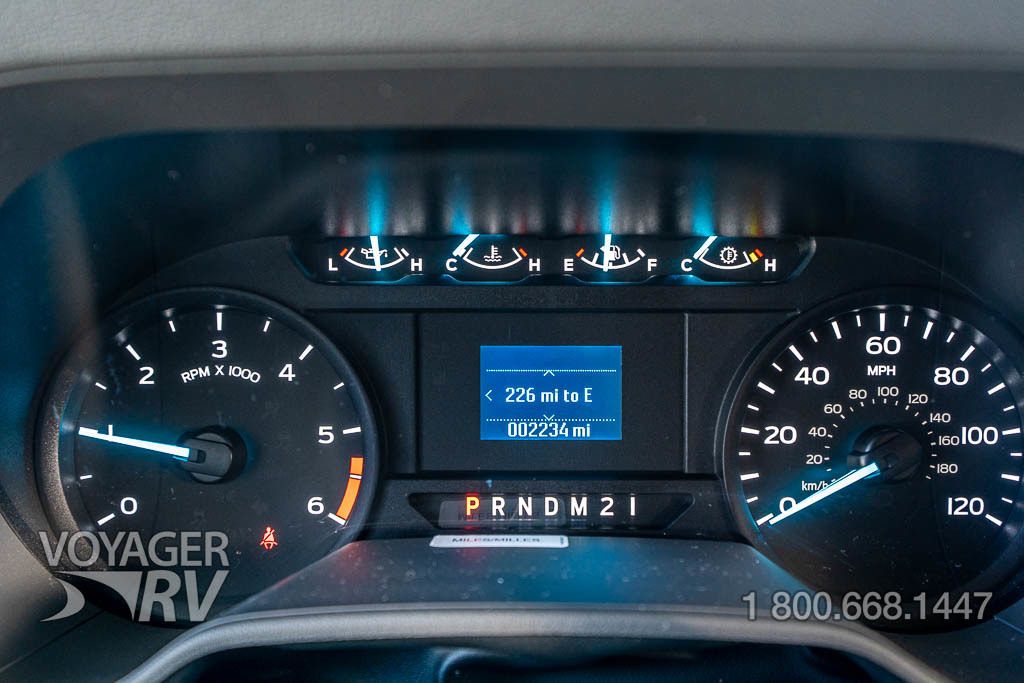 L H C H E F C H
3
2 RPM X 1000 4
1 5
0 6
226 mi to E
002234 mi
P R N D M 2 1
MILES/MILLES
60
40 MPH 80
80 100 120
60 140
20 40 160 100
20 180
km/h
0 120
VOYAGER
RV
1 800.668.1447